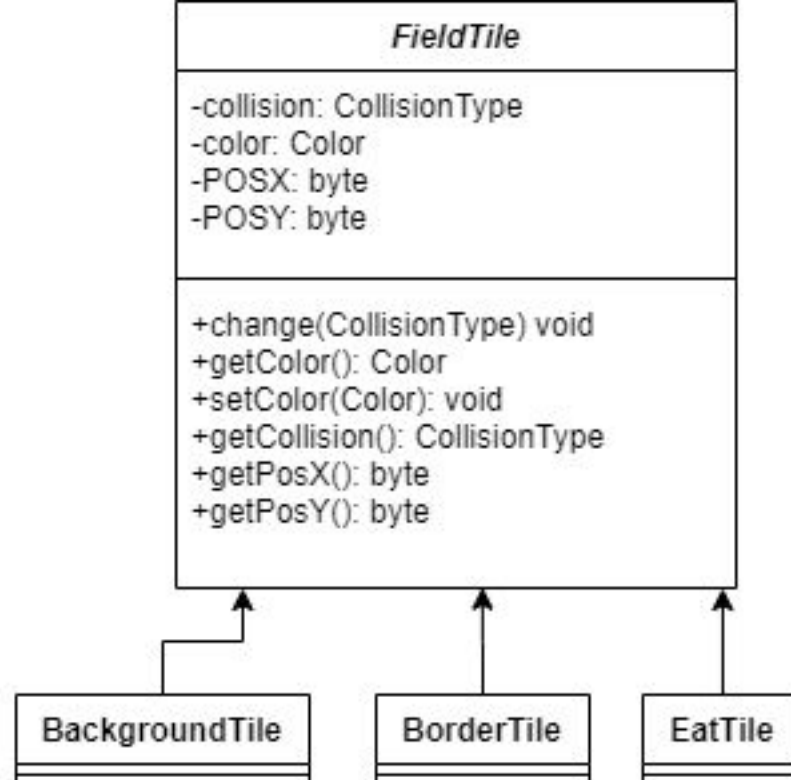 FieldTile
-collision: CollisionType
-color: Color
-POSX: byte
-POSY: byte
+change(CollisionType) void
+getColor(): Color
+setColor(Color): void
+getCollision(): CollisionType
+getPosX(): byte
+getPosY(): byte
BackgroundTile
BorderTile
EatTile